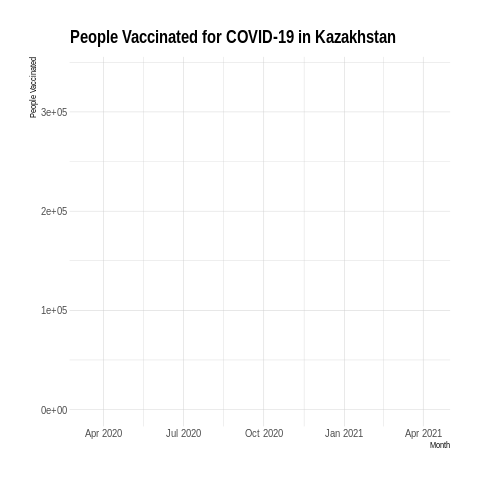 People Vaccinated for COVID-19 in Kazakhstan
People Vaccinated
3e+05
2e+05
1e+05
0e+00
Apr 2020 Jul 2020 Oct 2020 Jan 2021 Apr 2021
Month